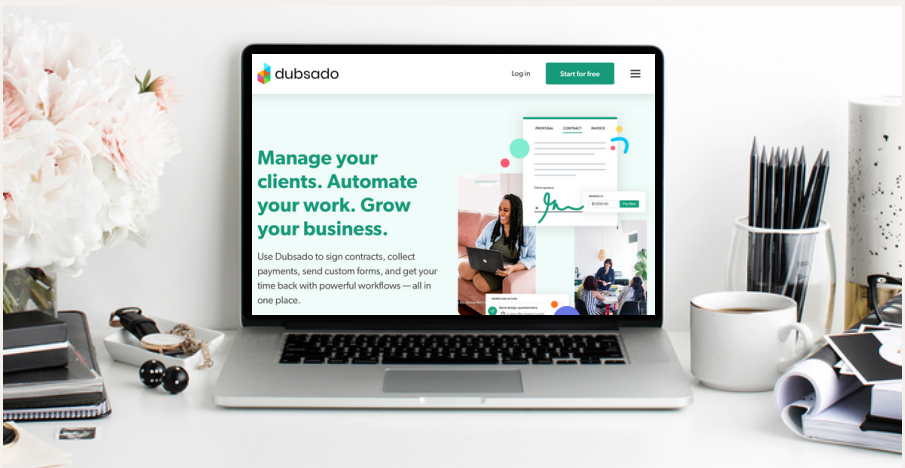 dubsado
Log in
Start for free
Manage your
clients. Automate
your work. Grow
your business.
Use Dubsado to sign contracts, collect
payments, send custom forms, and get your
time back with powerful workflows — all in
one place.
PROPOSAL CONTRACT INVOICE
Client signature
Pay Now